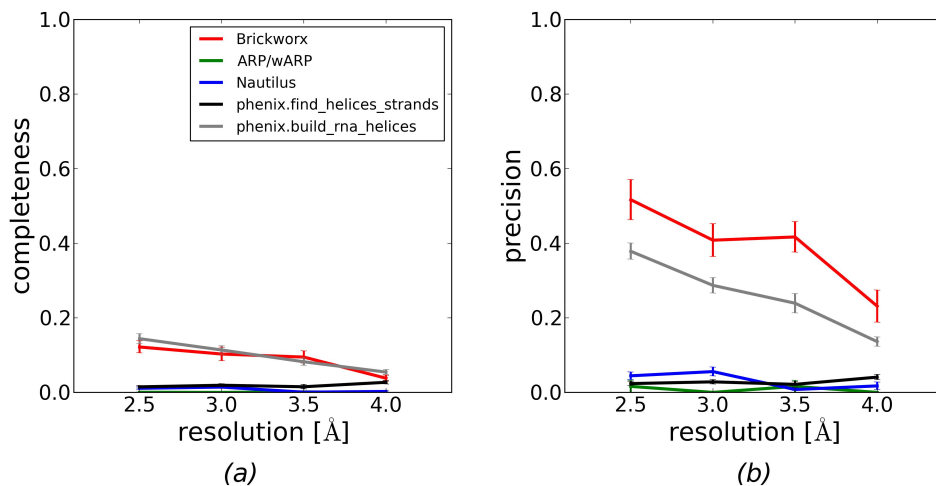 1.0
0.8
0.6
0.4
0.2
0.0
completeness
2.5 3.0 3.5 4.0
resolution [Å]
(a)
Brickworx
ARP/wARP
Nautilus
phenix.find_helices_strands
phenix.build_rna_helices
1.0
0.8
0.6
0.4
0.2
0.0
precision
2.5 3.0 3.5 4.0
resolution [Å]
(b)